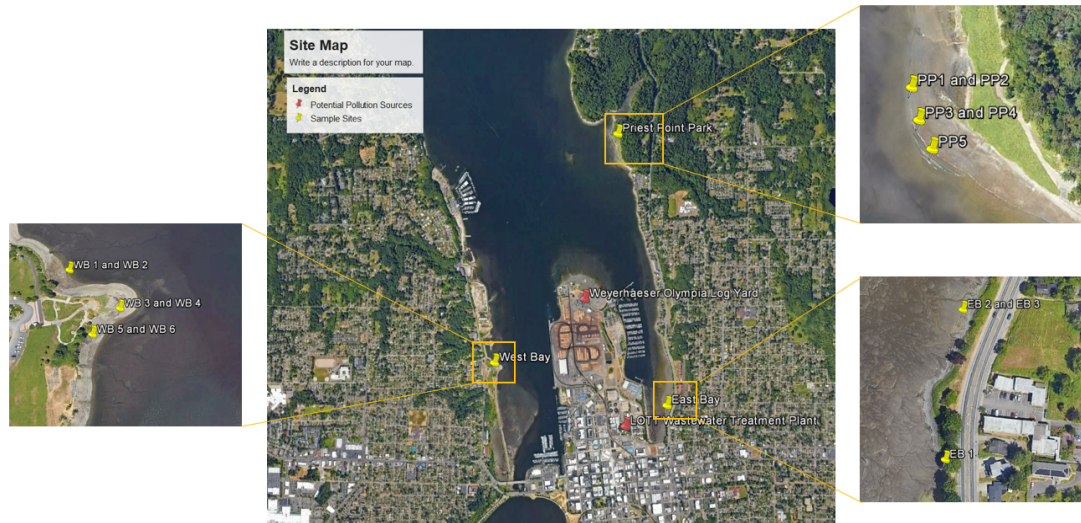 Site Map
Write a description for your map.
Legend
Potential Pollution Sources
Sample Sites
Priest Point Park
Weyerhaeser Olympia Log Yard
West Bay
East Bay
LOTT Wastewater Treatment Plant
PP1 and PP2
PP3 and PP4
PP5
WB 1 and WB 2
WB 3 and WB 4
WB 5 and WB 6
EB 2 and EB 3
EB 1